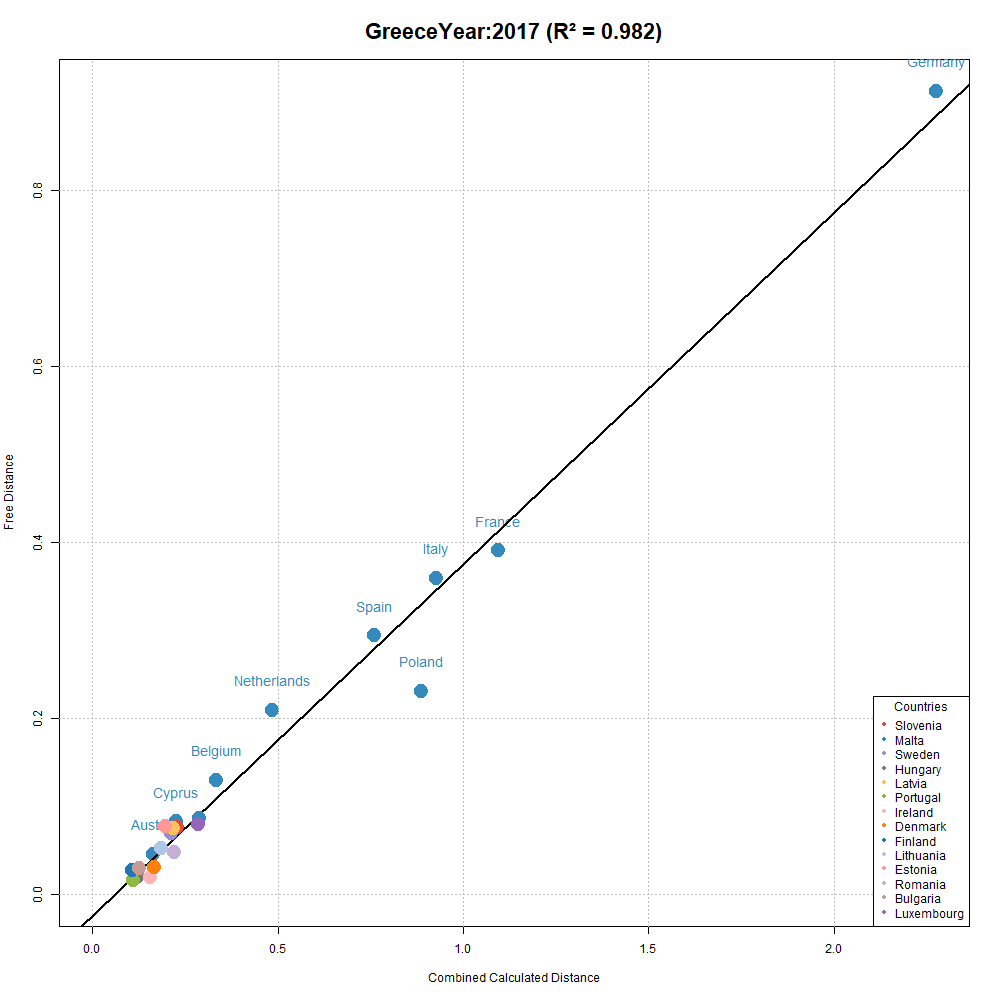 GreeceYear:2017 (R² = 0.982)
Germany
France
Italy
Spain
Poland
Netherlands
Belgium
Cyprus
Aust
Free Distance
0.8
0.6
0.4
0.2
0.0
0.0
0.5
1.0
1.5
2.0
Combined Calculated Distance
Countries
Slovenia
Malta
Sweden
Hungary
Latvia
Portugal
Ireland
Denmark
Finland
Lithuania
Estonia
Romania
Bulgaria
Luxembourg